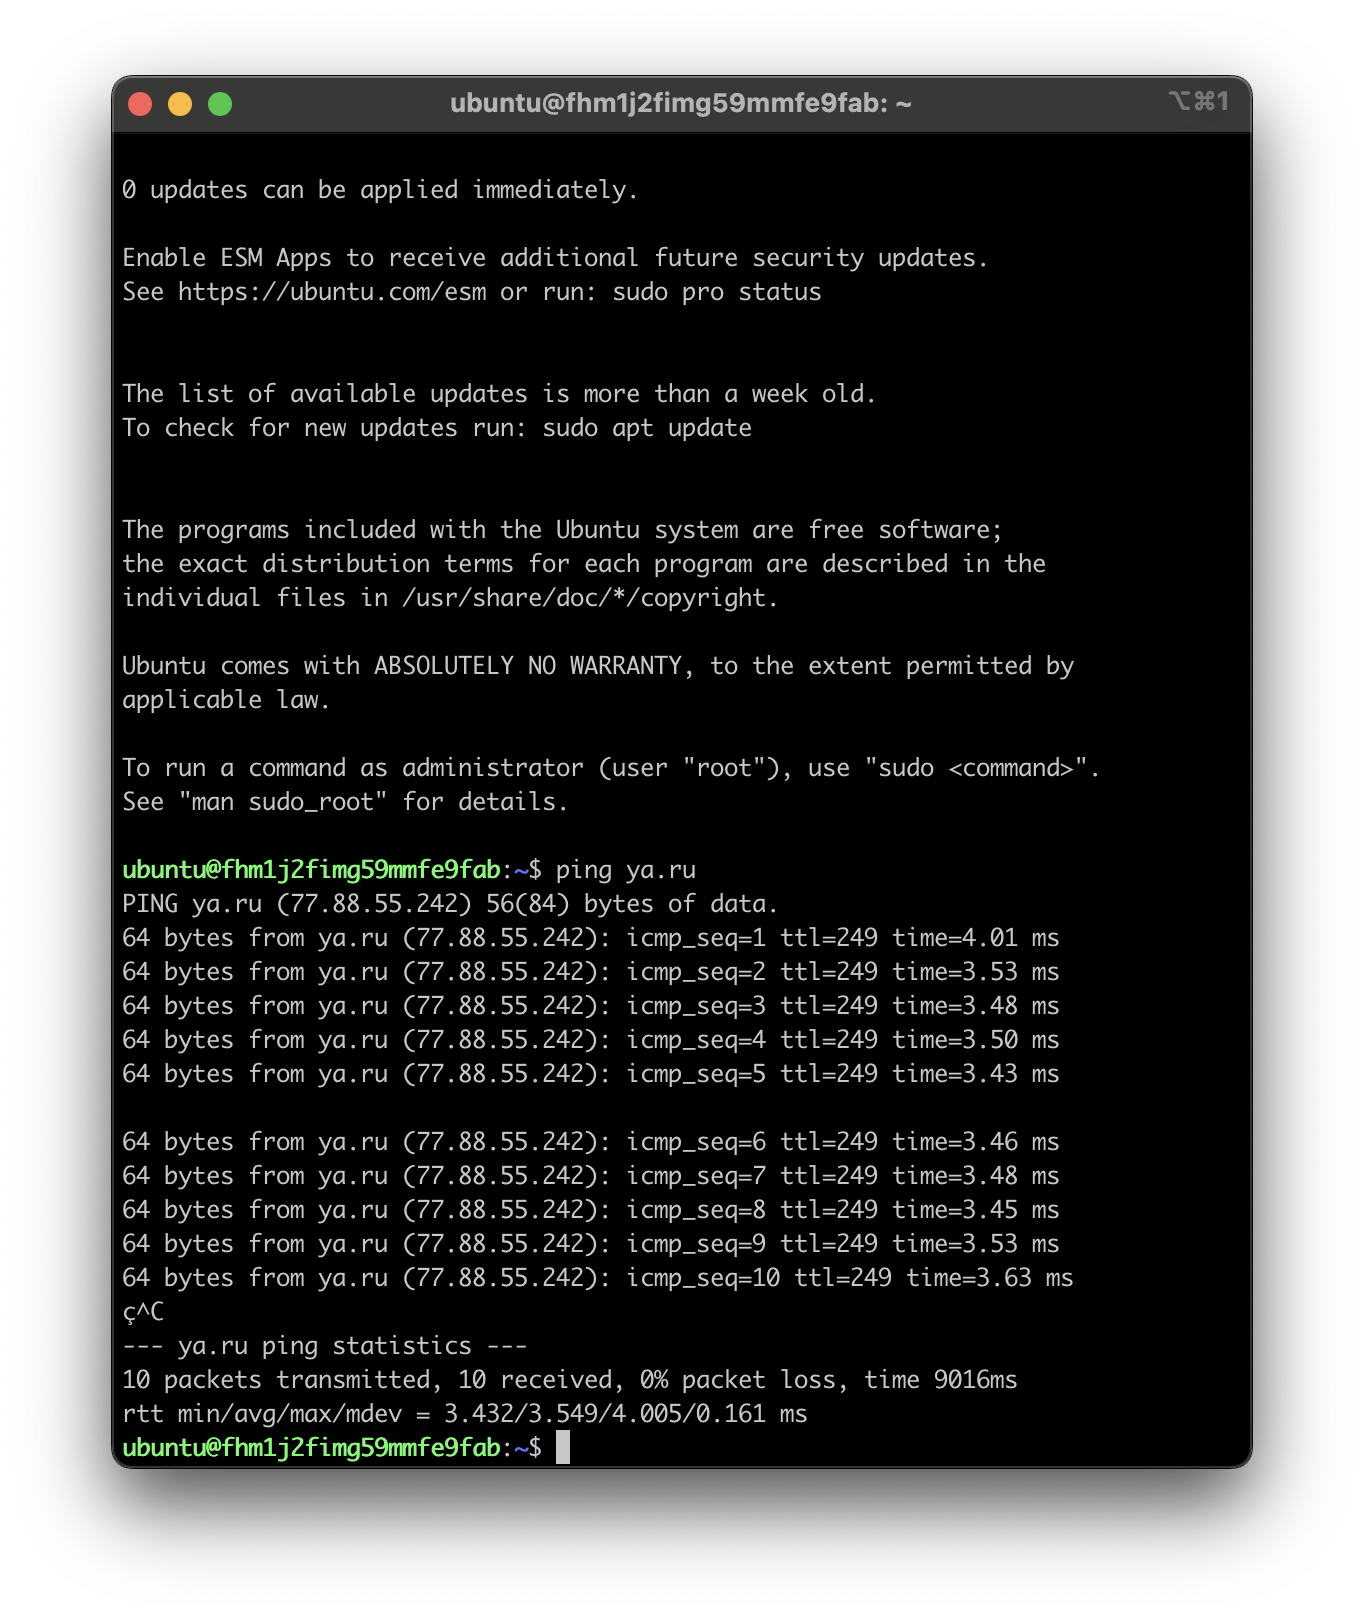 ubuntu@fhm1j2fimg59mmfe9fab: ~ ⌥⌘1
0 updates can be applied immediately.
Enable ESM Apps to receive additional future security updates.
See https://ubuntu.com/esm or run: sudo pro status
The list of available updates is more than a week old.
To check for new updates run: sudo apt update
The programs included with the Ubuntu system are free software;
the exact distribution terms for each program are described in the
individual files in /usr/share/doc/*/copyright.
Ubuntu comes with ABSOLUTELY NO WARRANTY, to the extent permitted by
applicable law.
To run a command as administrator (user "root"), use "sudo <command>".
See "man sudo_root" for details.
ubuntu@fhm1j2fimg59mmfe9fab:~$ ping ya.ru
PING ya.ru (77.88.55.242) 56(84) bytes of data.
64 bytes from ya.ru (77.88.55.242): icmp_seq=1 ttl=249 time=4.01 ms
64 bytes from ya.ru (77.88.55.242): icmp_seq=2 ttl=249 time=3.53 ms
64 bytes from ya.ru (77.88.55.242): icmp_seq=3 ttl=249 time=3.48 ms
64 bytes from ya.ru (77.88.55.242): icmp_seq=4 ttl=249 time=3.50 ms
64 bytes from ya.ru (77.88.55.242): icmp_seq=5 ttl=249 time=3.43 ms
64 bytes from ya.ru (77.88.55.242): icmp_seq=6 ttl=249 time=3.46 ms
64 bytes from ya.ru (77.88.55.242): icmp_seq=7 ttl=249 time=3.48 ms
64 bytes from ya.ru (77.88.55.242): icmp_seq=8 ttl=249 time=3.45 ms
64 bytes from ya.ru (77.88.55.242): icmp_seq=9 ttl=249 time=3.53 ms
64 bytes from ya.ru (77.88.55.242): icmp_seq=10 ttl=249 time=3.63 ms
ç^C
--- ya.ru ping statistics ---
10 packets transmitted, 10 received, 0% packet loss, time 9016ms
rtt min/avg/max/mdev = 3.432/3.549/4.005/0.161 ms
ubuntu@fhm1j2fimg59mmfe9fab:~$